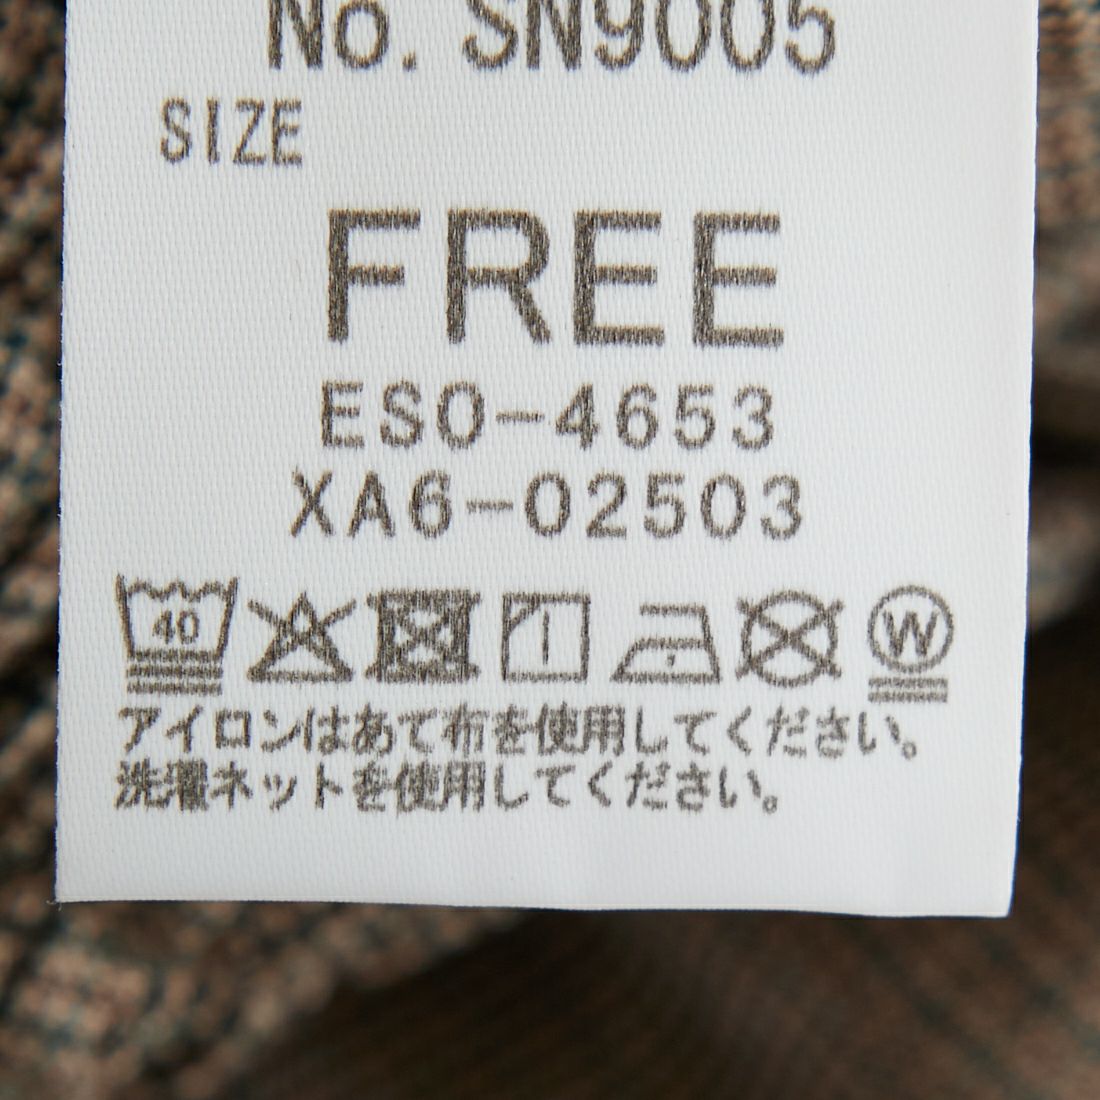 No. SN9005
SIZE
FREE
ESO-4653
XA6-02503
40 W
アイロンはあて布を使用してください。
洗濯ネットを使用してください。